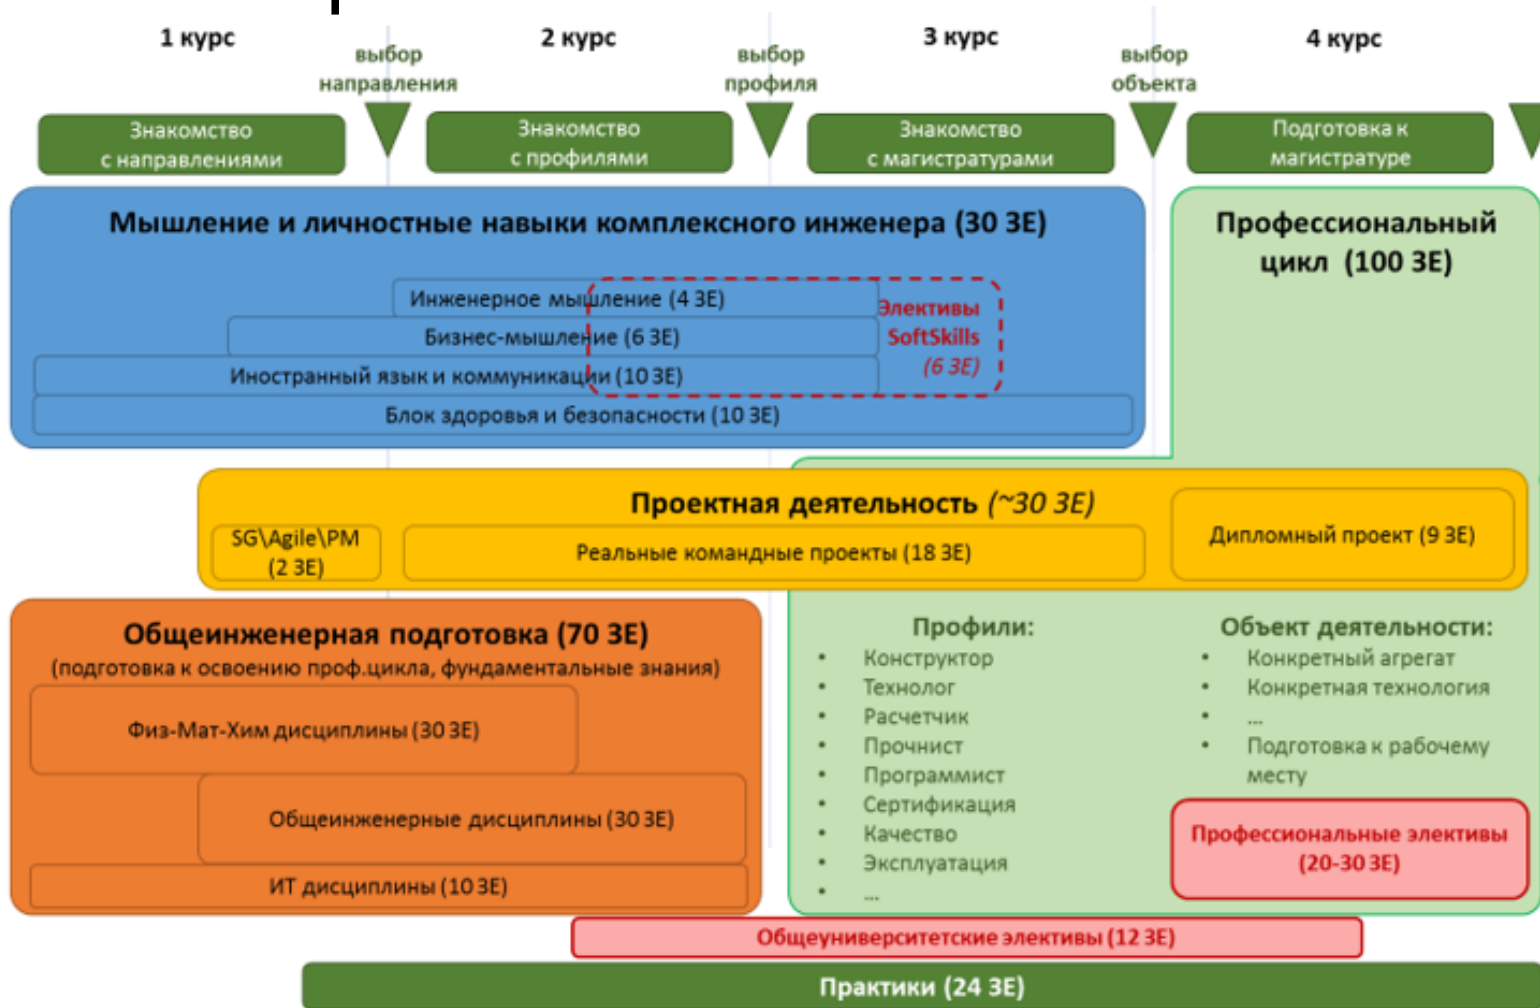 1 курс
2 курс
3 курс
4 курс
выбор
направления
выбор
профиля
выбор
объекта
Знакомство
с направлениями
Знакомство
с профилями
Знакомство
с магистратурами
Подготовка к
магистратуре
Мышление и личностные навыки комплексного инженера (30 ЗЕ)
Инженерное мышление (4 ЗЕ)
Бизнес-мышление (6 ЗЕ)
Иностранный язык и коммуникации (10 ЗЕ)
Блок здоровья и безопасности (10 ЗЕ)
Элективы
SoftSkills
(6 ЗЕ)
Профессиональный
цикл (100 ЗЕ)
Проектная деятельность (~30 ЗЕ)
SG\Agile\PM
(2 ЗЕ)
Реальные командные проекты (18 ЗЕ)
Дипломный проект (9 ЗЕ)
Общеинженерная подготовка (70 ЗЕ)
(подготовка к освоению проф.цикла, фундаментальные знания)
Физ-Мат-Хим дисциплины (30 ЗЕ)
Общеинженерные дисциплины (30 ЗЕ)
ИТ дисциплины (10 ЗЕ)
Профили:
• Конструктор
• Технолог
• Расчетчик
• Прочнист
• Программист
• Сертификация
• Качество
• Эксплуатация
• ...
Объект деятельности:
• Конкретный агрегат
• Конкретная технология
• ...
• Подготовка к рабочему
месту
Профессиональные элективы
(20-30 ЗЕ)
Общеуниверситетские элективы (12 ЗЕ)
Практики (24 ЗЕ)